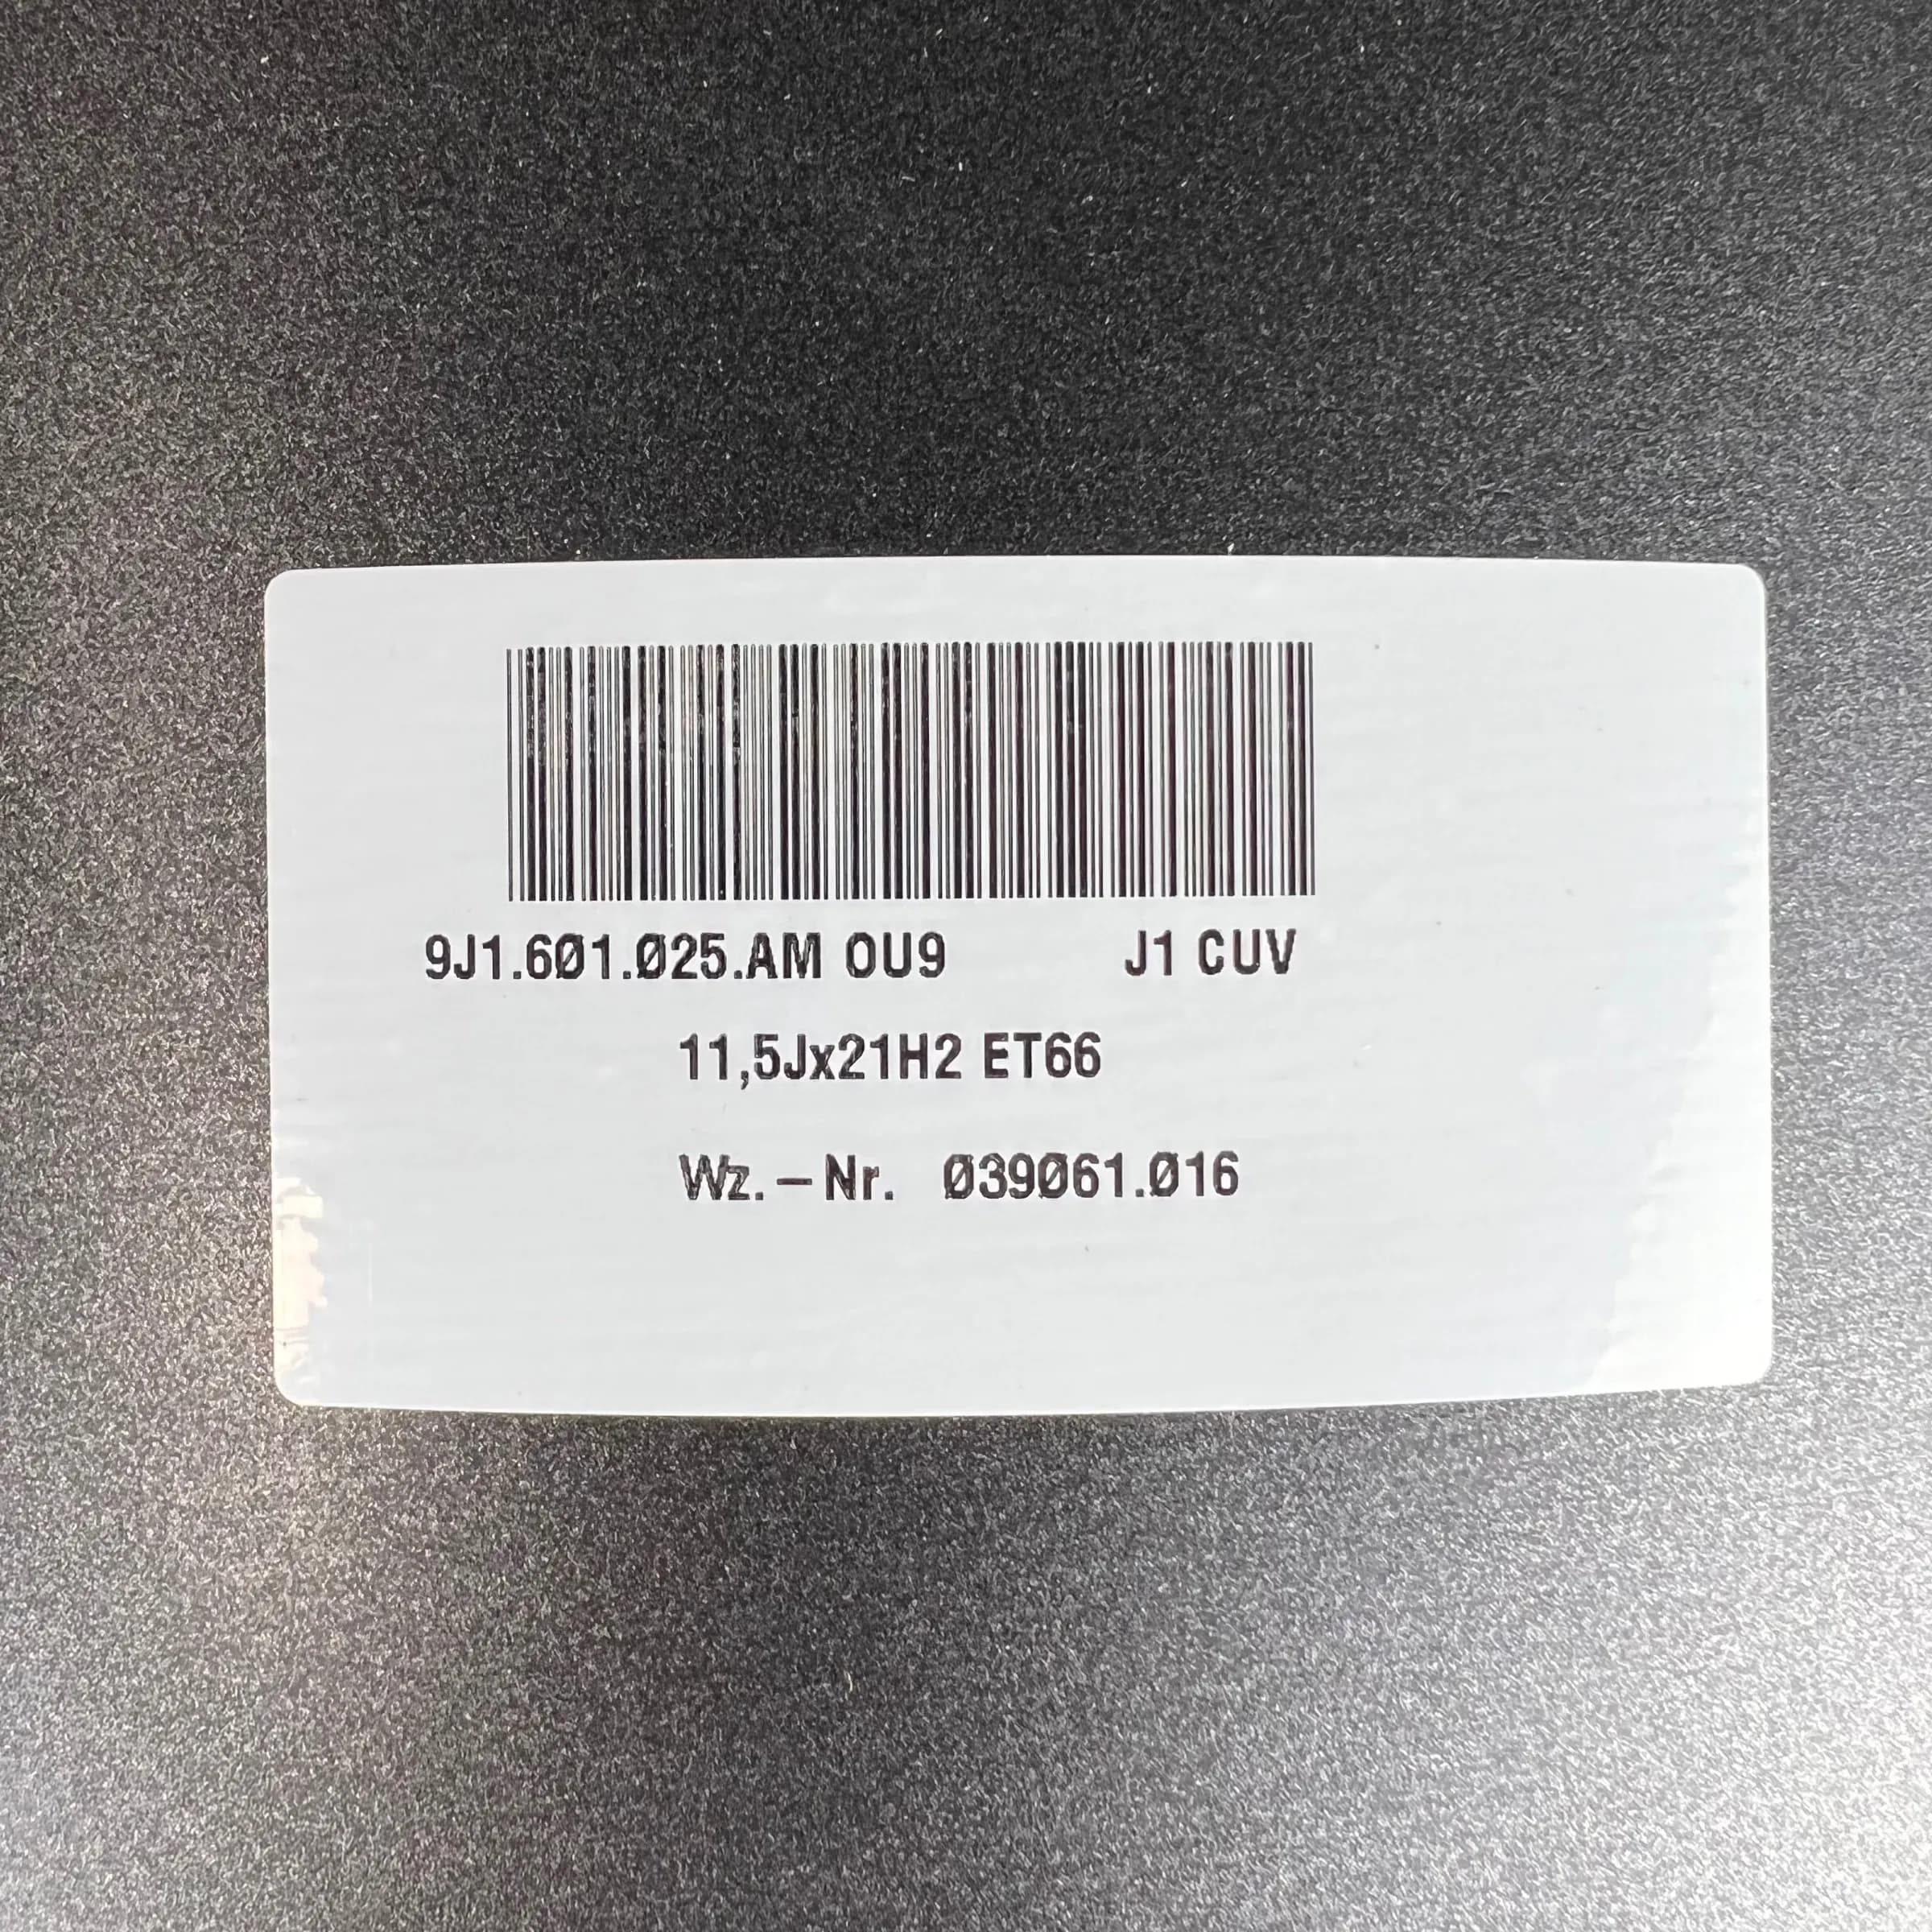 9J1.6Ø1.Ø25.AM OU9 J1 CUV
11,5Jx21H2 ET66
Wz.–Nr. Ø39Ø61.Ø16